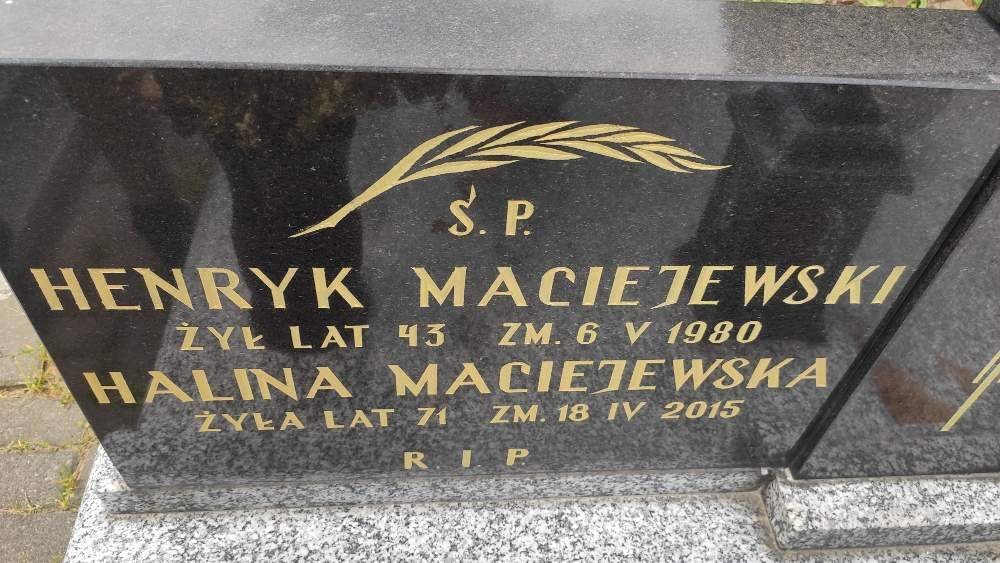 Ś. P.
HENRYK MACIEJEWSKI
ŻYŁ LAT 43 ZM. 6 V 1980
HALINA MACIEJEWSKA
ŻYŁA LAT 71 ZM. 18 IV 2015
R. I P.